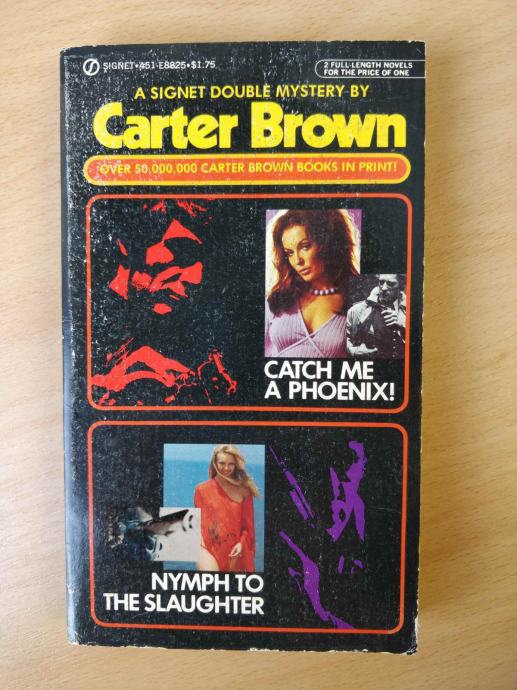 SIGNET•451-E8825•$1.75
2 FULL-LENGTH NOVELS
FOR THE PRICE OF ONE
A SIGNET DOUBLE MYSTERY BY
Carter Brown
OVER 50,000,000 CARTER BROWN BOOKS IN PRINT!
CATCH ME
A PHOENIX!
NYMPH TO
THE SLAUGHTER